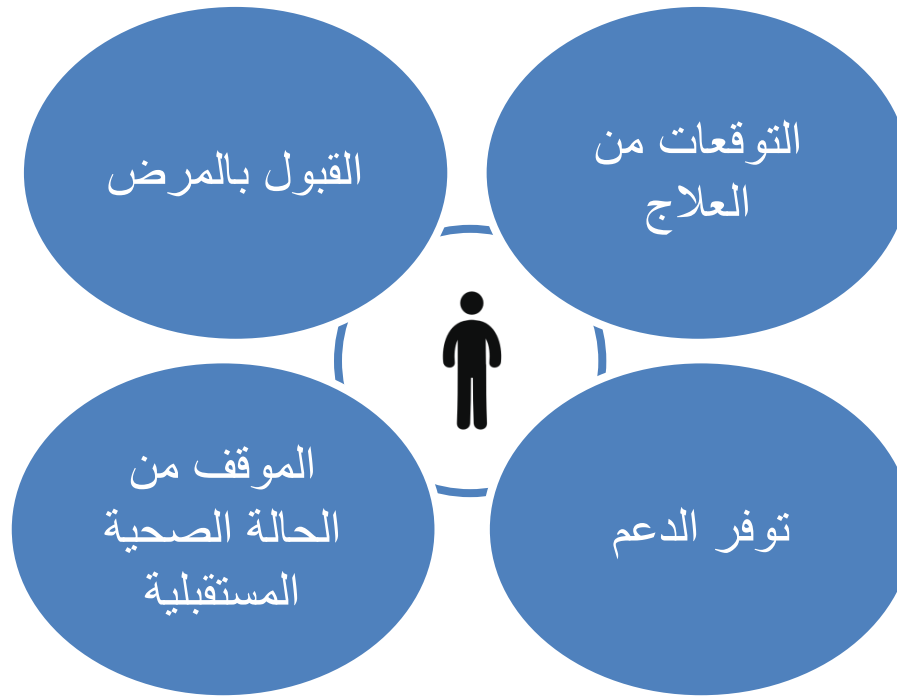 التوقعات من
العلاج
القبول بالمرض
توفر الدعم
الموقف من
الحالة الصحية
المستقبلية